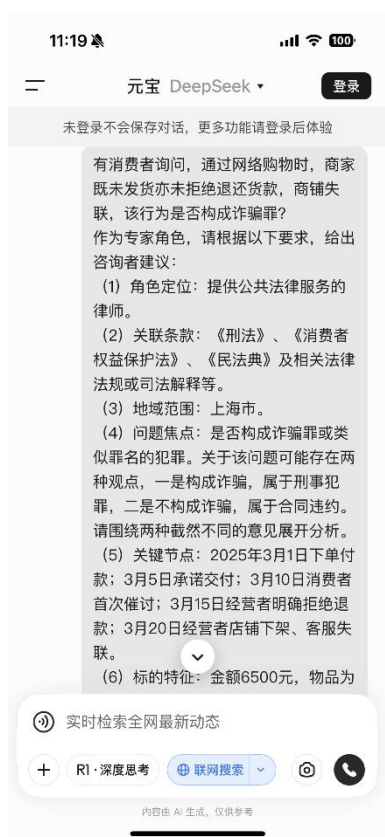 11:19
100
元宝 DeepSeek
登录
未登录不会保存对话，更多功能请登录后体验
有消费者询问，通过网络购物时，商家
既未发货亦未拒绝退还货款，商铺失
联，该行为是否构成诈骗罪？
作为专家角色，请根据以下要求，给出
咨询者建议：
（1）角色定位：提供公共法律服务的
律师。
（2）关联条款：《刑法》、《消费者
权益保护法》、《民法典》及相关法律
法规或司法解释等。
（3）地域范围：上海市。
（4）问题焦点：是否构成诈骗罪或类
似罪名的犯罪。关于该问题可能存在两
种观点，一是构成诈骗，属于刑事犯
罪，二是不构成诈骗，属于合同违约。
请围绕两种截然不同的意见展开分析。
（5）关键节点：2025年3月1日下单付
款；3月5日承诺交付；3月10日消费者
首次催讨；3月15日经营者明确拒绝退
款；3月20日经营者店铺下架、客服失
联。
（6）标的特征：金额6500元，物品为
实时检索全网最新动态
R1·深度思考
联网搜索
内容由 AI 生成，仅供参考